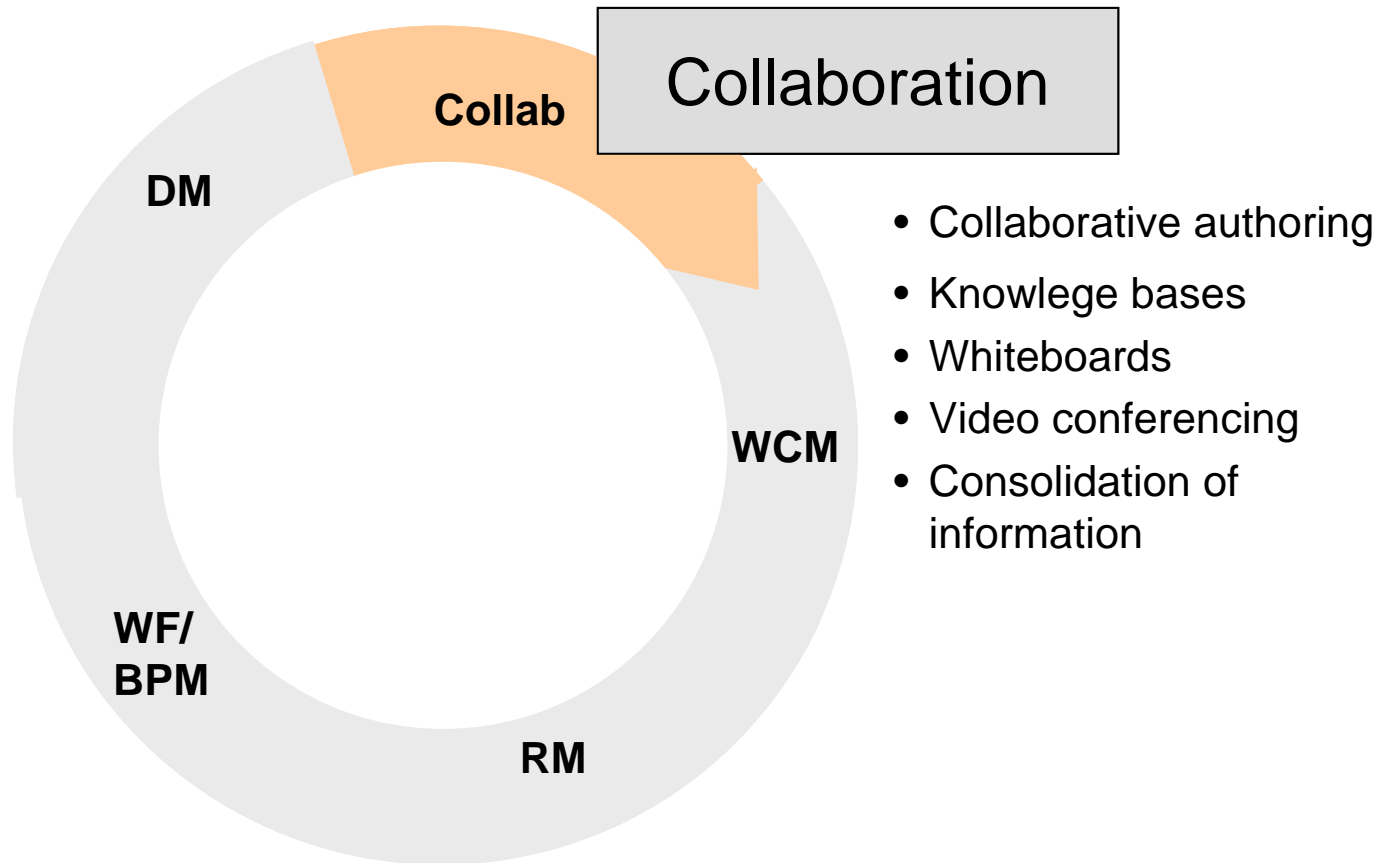 Collaboration
Collab
DM
WCM
WF/
BPM
RM
• Collaborative authoring
• Knowlege bases
• Whiteboards
• Video conferencing
• Consolidation of
information